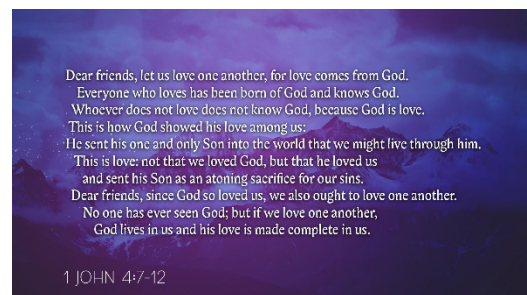 Dear friends, let us love one another, for love comes from God.
Everyone who loves has been born of God and knows God.
Whoever does not love does not know God, because God is love.
This is how God showed his love among us:
He sent his one and only Son into the world that we might live through him.
This is love: not that we loved God, but that he loved us
and sent his Son as an atoning sacrifice for our sins.
Dear friends, since God so loved us, we also ought to love one another.
No one has ever seen God; but if we love one another,
God lives in us and his love is made complete in us.
1 JOHN 4:7-12